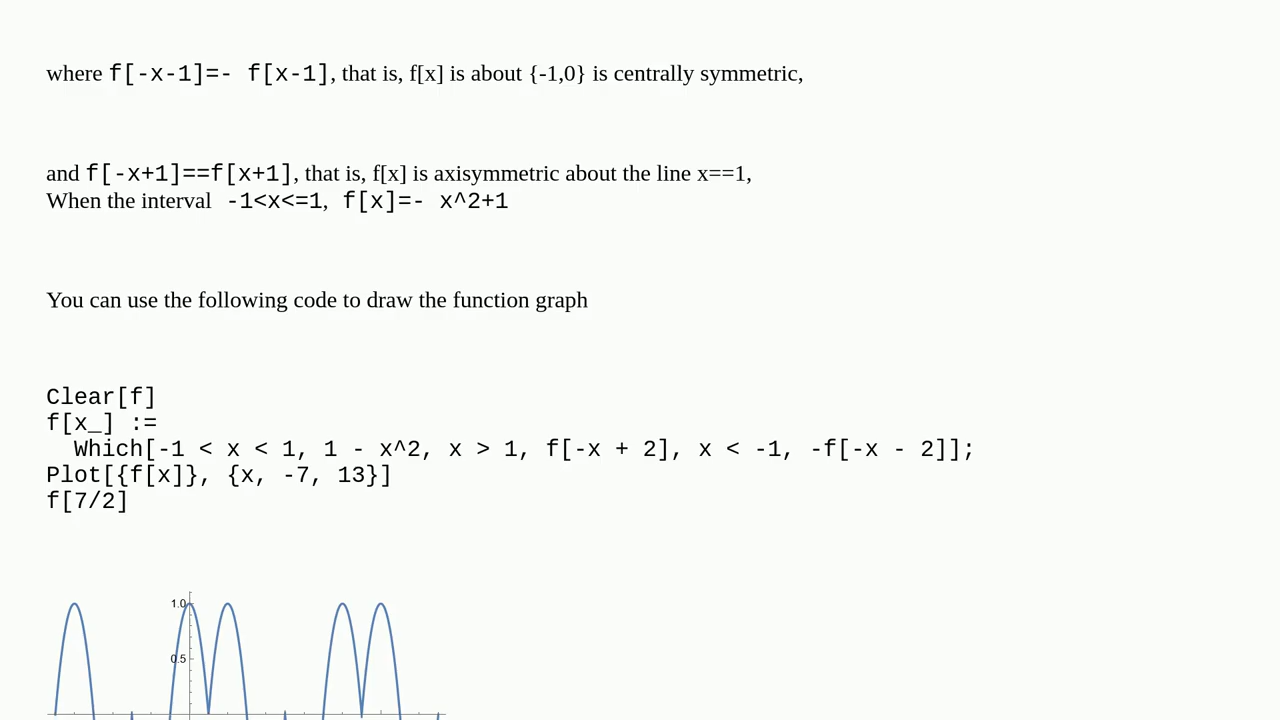 where f[-x-1]=- f[x-1], that is, f[x] is about {-1,0} is centrally symmetric,
and f[-x+1]==f[x+1], that is, f[x] is axisymmetric about the line x==1,
When the interval -1<x<=1, f[x]=- x^2+1
You can use the following code to draw the function graph
Clear[f]
f[x_] :=
Which[-1 < x < 1, 1 - x^2, x > 1, f[-x + 2], x < -1, -f[-x - 2]];
Plot[{f[x]}, {x, -7, 13}]
f[7/2]
1.0
0.5